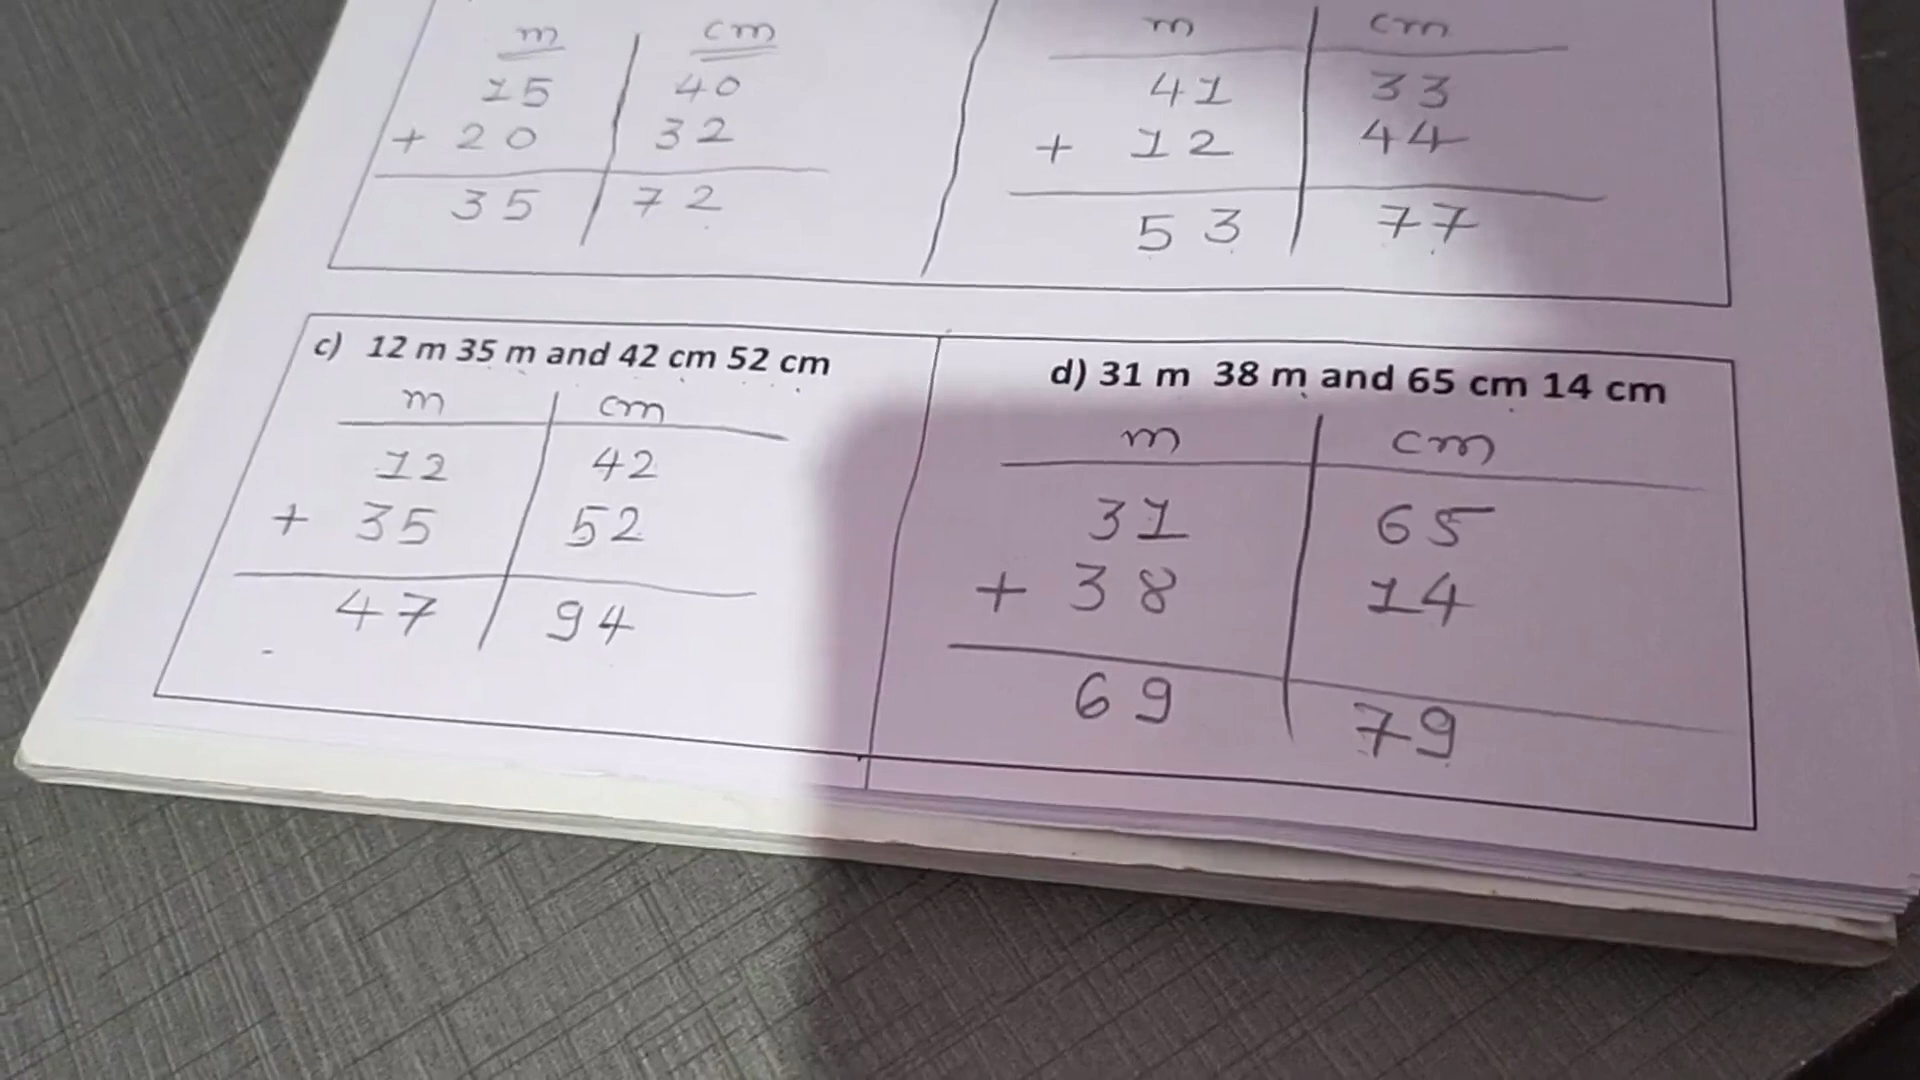 m cm
15 40
+ 20 32
35 72
m cm
41 33
+ 12 44
53 77
c) 12 m 35 m and 42 cm 52 cm
m cm
12 42
+ 35 52
47 94
d) 31 m 38 m and 65 cm 14 cm
m cm
31 65
+ 38 14
69 79